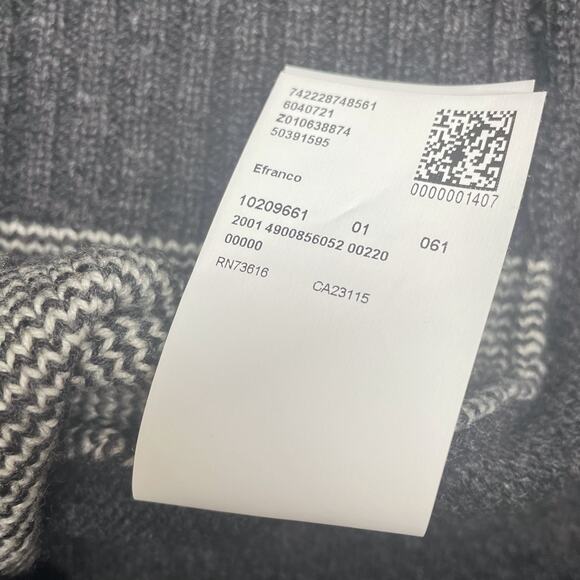 742228748561
6040721
Z010638874
50391595
0000001407
Efranco
10209661 01 061
2001 4900856052 00220
00000
RN73616 CA23115